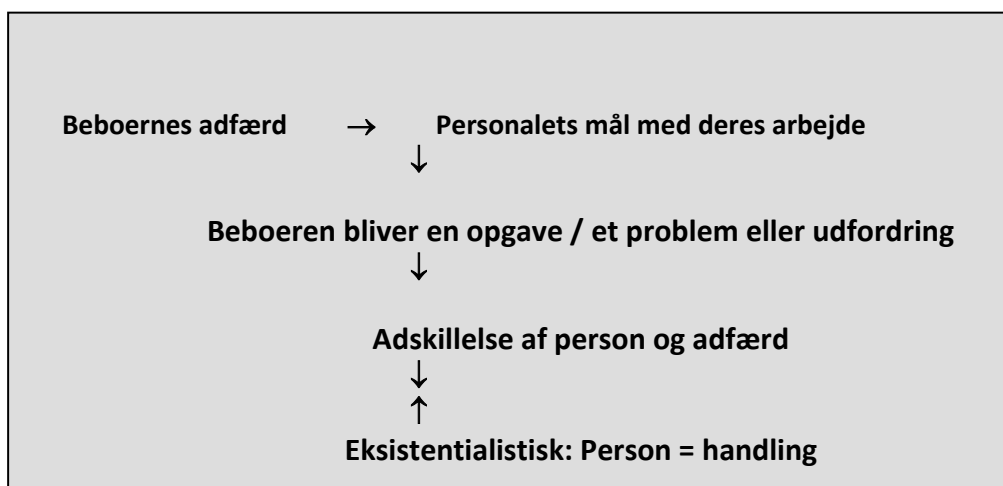 Beboernes adfærd → Personalets mål med deres arbejde
↓
Beboeren bliver en opgave / et problem eller udfordring
↓
Adskillelse af person og adfærd
↓
↑
Eksistentialistisk: Person = handling